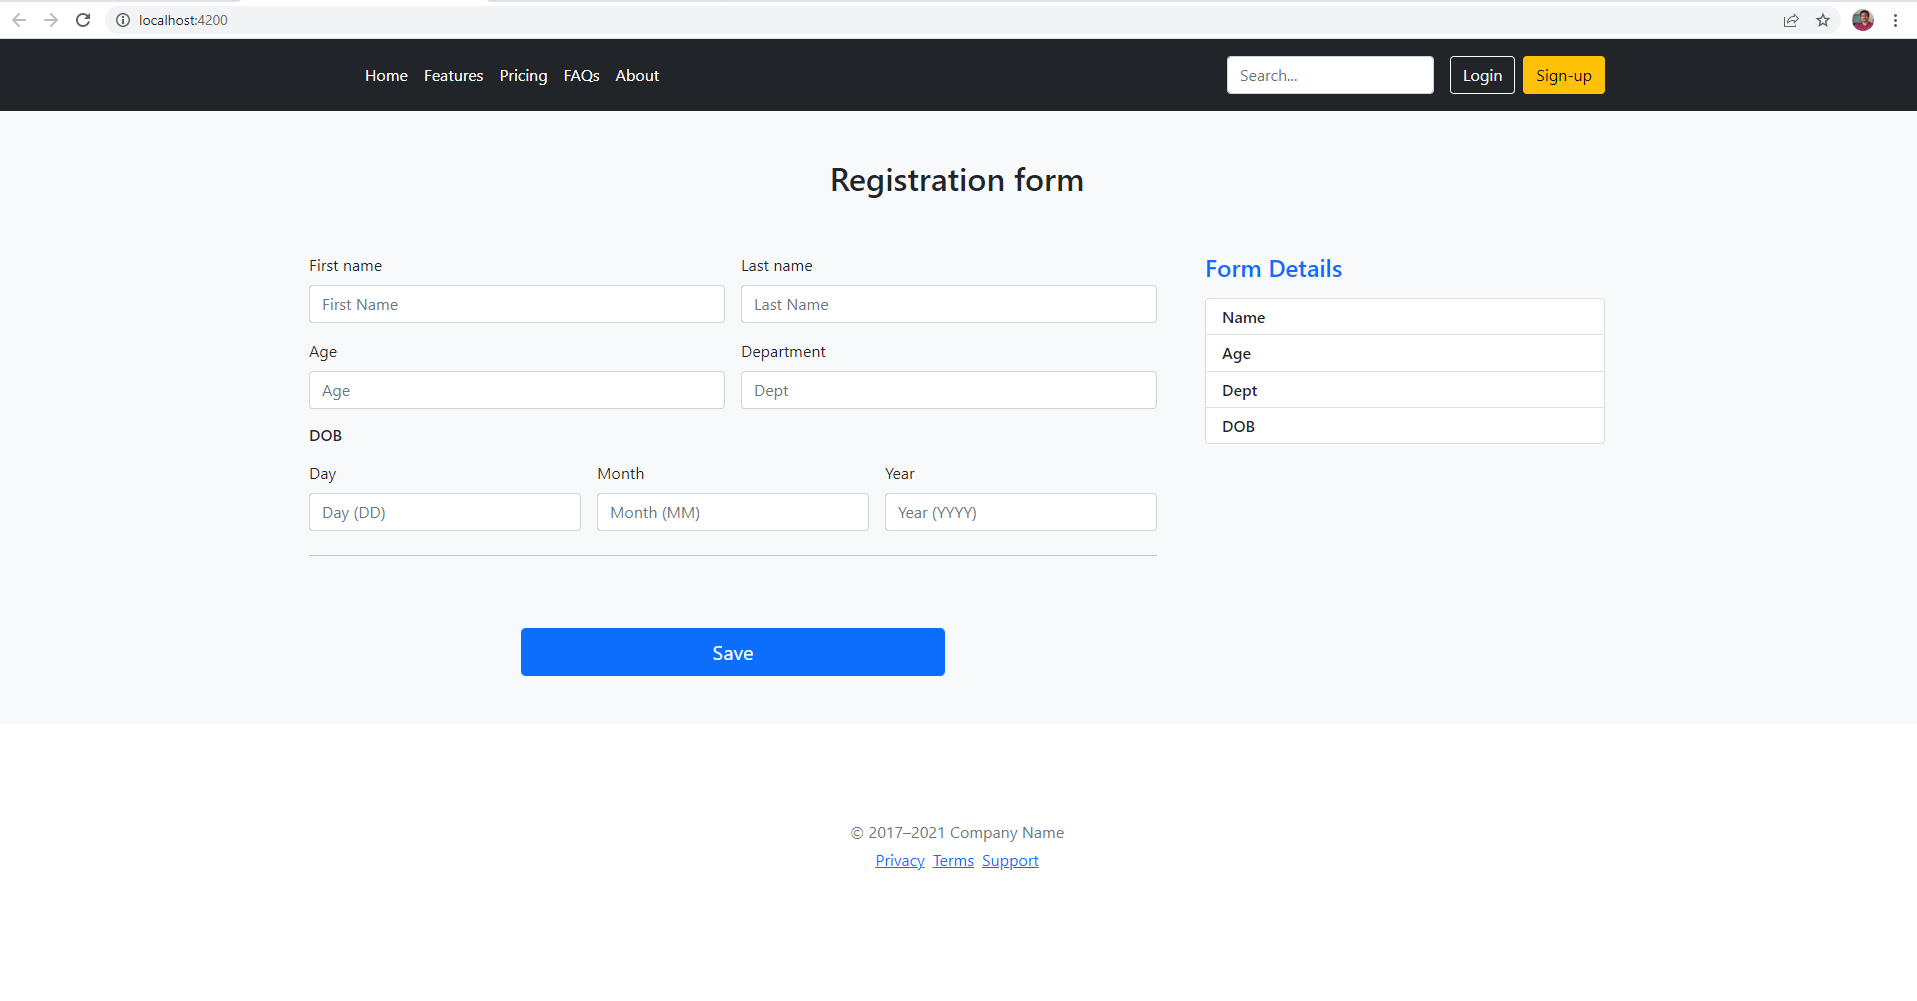 localhost:4200
Home Features Pricing FAQs About Search... Login Sign-up
Registration form
First name Last name
First Name Last Name
Age Department
Age Dept
DOB
Day Month Year
Day (DD) Month (MM) Year (YYYY)
Save
Form Details
Name
Age
Dept
DOB
© 2017–2021 Company Name
Privacy Terms Support